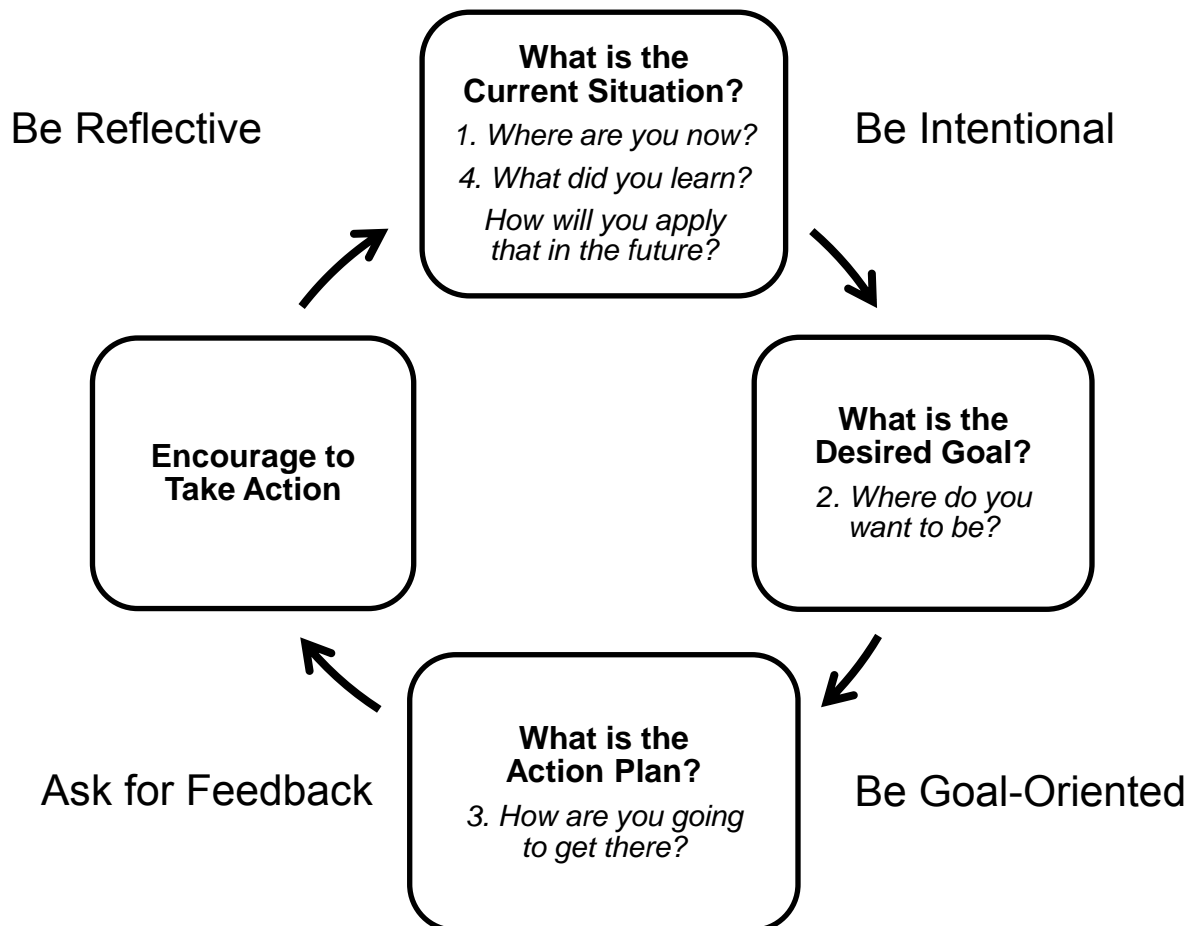 What is the
Current Situation?
1. Where are you now?
4. What did you learn?
How will you apply
that in the future?
Be Reflective
Be Intentional
Encourage to
Take Action
What is the
Desired Goal?
2. Where do you
want to be?
What is the
Action Plan?
3. How are you going
to get there?
Ask for Feedback
Be Goal-Oriented